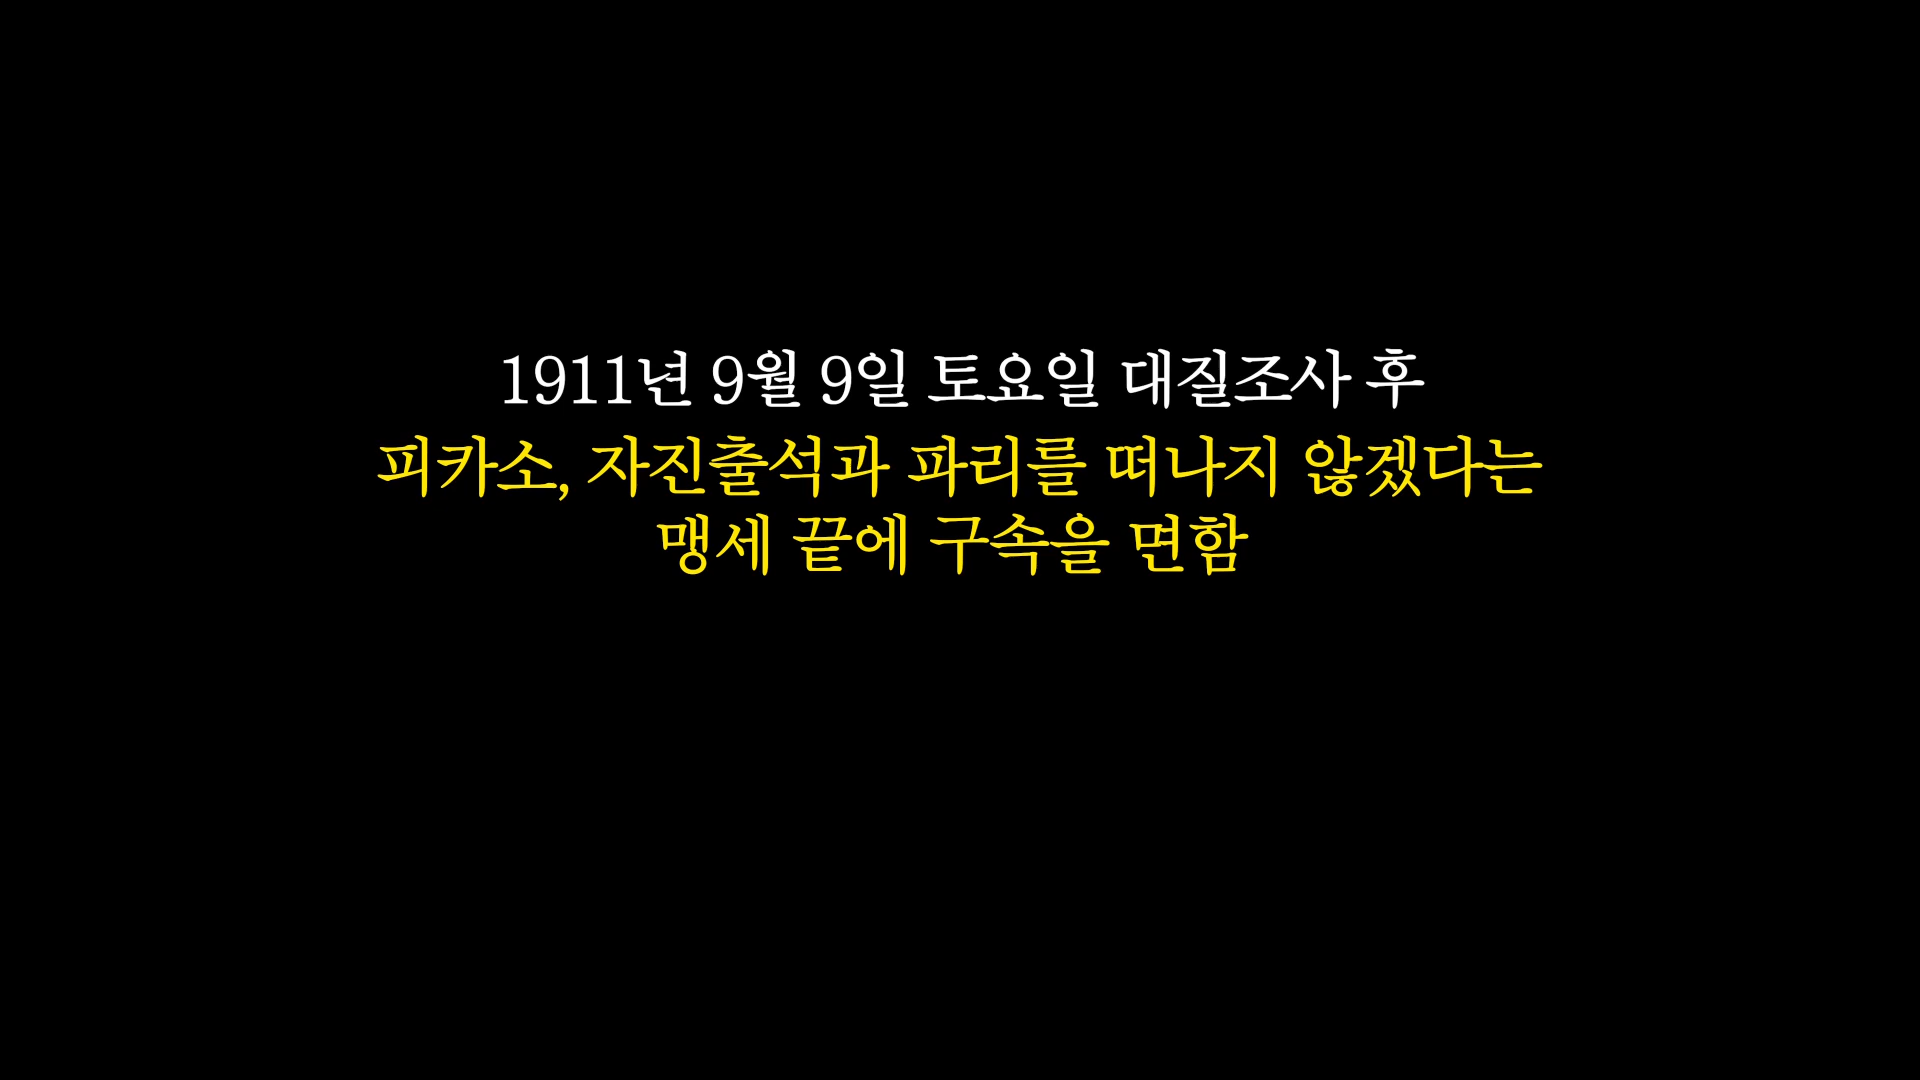 1911년 9월 9일 토요일 대질조사 후
피카소, 자진출석과 파리를 떠나지 않겠다는
맹세 끝에 구속을 면함